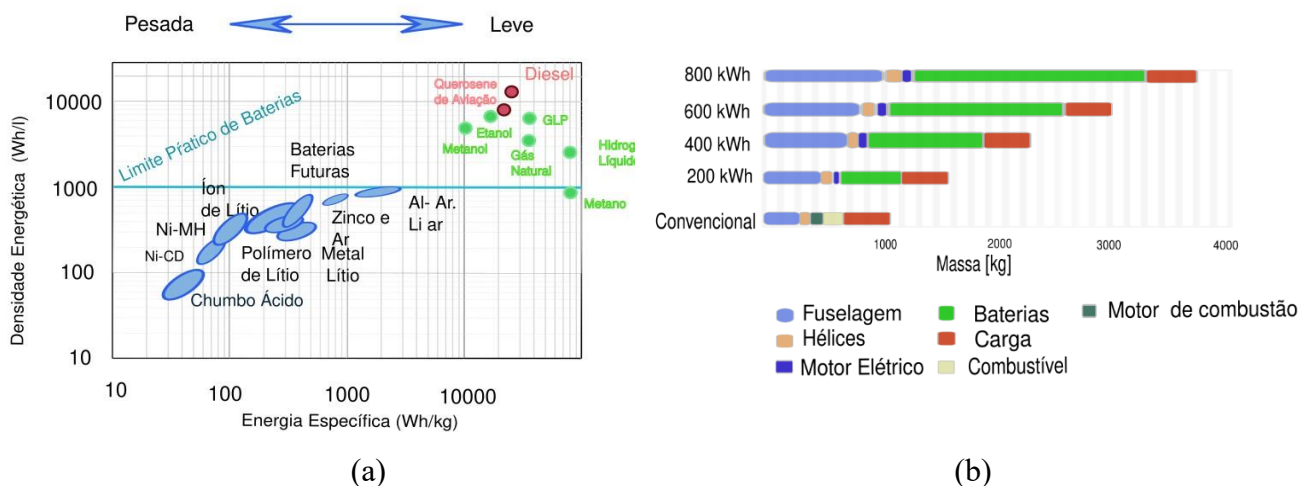 Pesada
Leve
Densidade Energética (Wh/l)
10000
1000
100
10
Limite Pratico de Baterias
Querosene
de Aviação
Diesel
Etanol
Metanol
GLP
Gás
Natural
Hidrog
Líquid
Metano
Baterias
Futuras
Íon
de Lítio
Ni-MH
Ni-CD
Polímero
de Lítio
Zinco e
Ar
Metal
Lítio
Al- Ar.
Li ar
Chumbo Ácido
10
100
1000
10000
Energia Específica (Wh/kg)
(a)
800 kWh
600 kWh
400 kWh
200 kWh
Convencional
1000
2000
3000
4000
Massa [kg]
Fuselagem
Baterias
Motor de combustão
Hélices
Carga
Motor Elétrico
Combustível
(b)